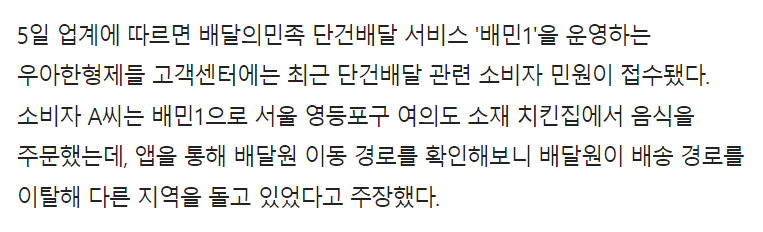 5일 업계에 따르면 배달의민족 단건배달 서비스 '배민1'을 운영하는
우아한형제들 고객센터에는 최근 단건배달 관련 소비자 민원이 접수됐다.
소비자 A씨는 배민1으로 서울 영등포구 여의도 소재 치킨집에서 음식을
주문했는데, 앱을 통해 배달원 이동 경로를 확인해보니 배달원이 배송 경로를
이탈해 다른 지역을 돌고 있었다고 주장했다.